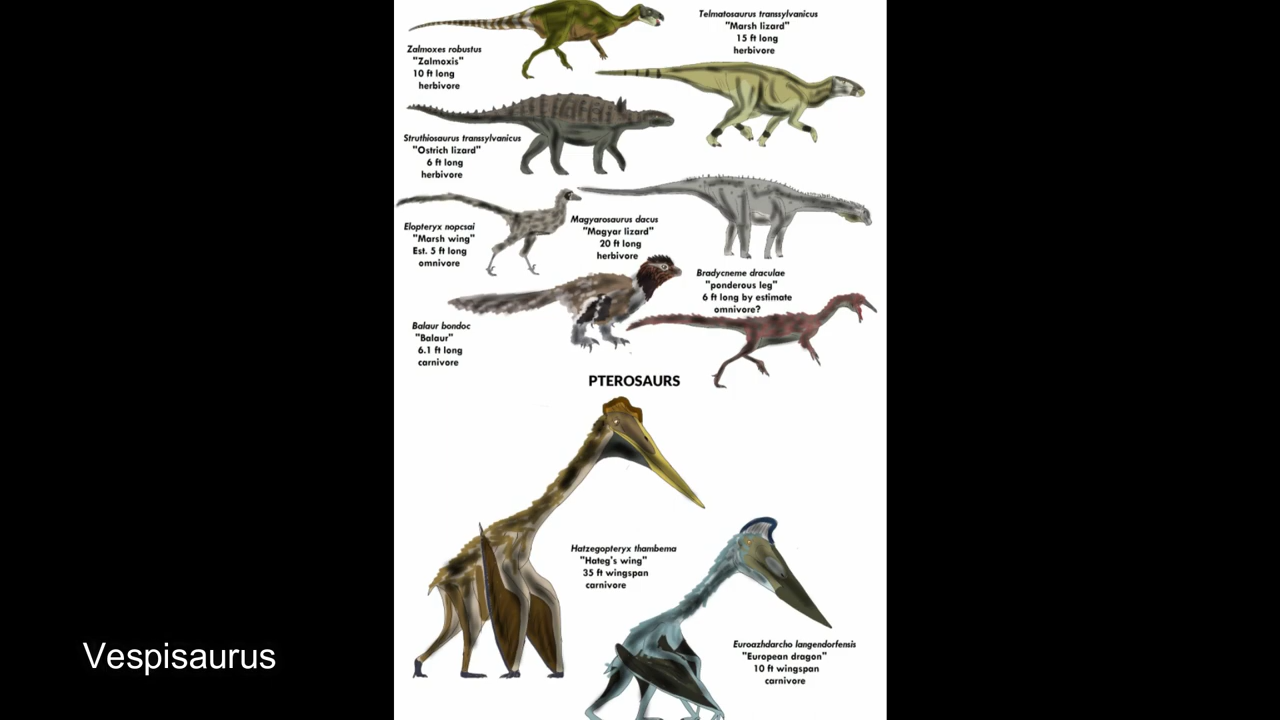 Telmatosaurus transsylvanicus
"Marsh lizard"
15 ft long
herbivore
Zalmoxes robustus
"Zalmoxis"
10 ft long
herbivore
Struthiosaurus transsylvanicus
"Ostrich lizard"
6 ft long
herbivore
Magyarosaurus dacus
"Magyar lizard"
20 ft long
herbivore
Elopteryx nopcsai
"Marsh wing"
Est. 5 ft long
omnivore
Bradycneme draculae
"ponderous leg"
6 ft long by estimate
omnivore?
Balaur bondoc
"Balaur"
6.1 ft long
carnivore
PTEROSAURS
Hatzegopteryx thambema
"Hateg's wing"
35 ft wingspan
carnivore
Euroazhdarcho langendorfensis
"European dragon"
10 ft wingspan
carnivore
Vespisaurus